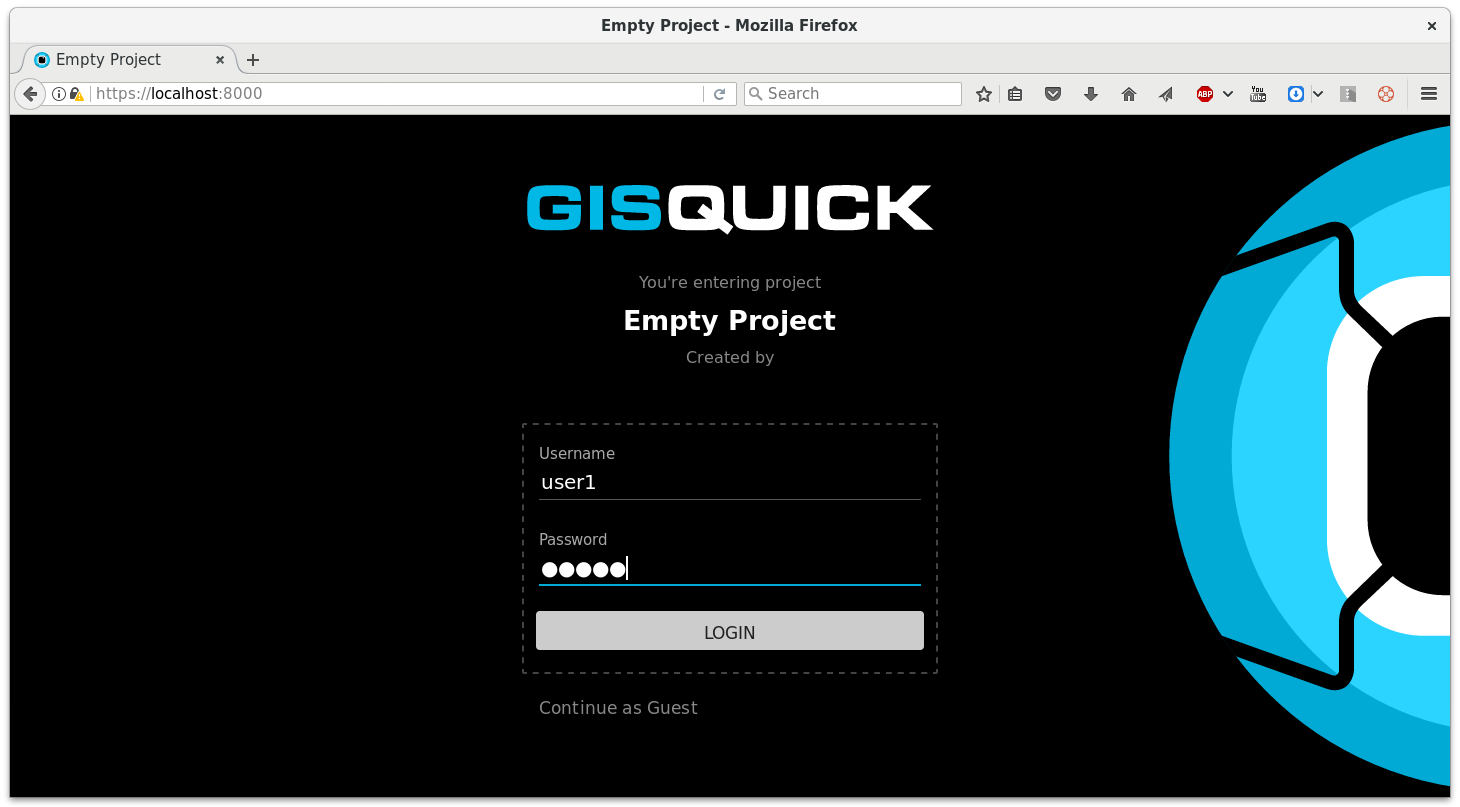 Empty Project - Mozilla Firefox
Empty Project
https://localhost:8000
Search
ABP
You
Tube
GISQUICK
You're entering project
Empty Project
Created by
Username
user1
Password
●●●●●
LOGIN
Continue as Guest